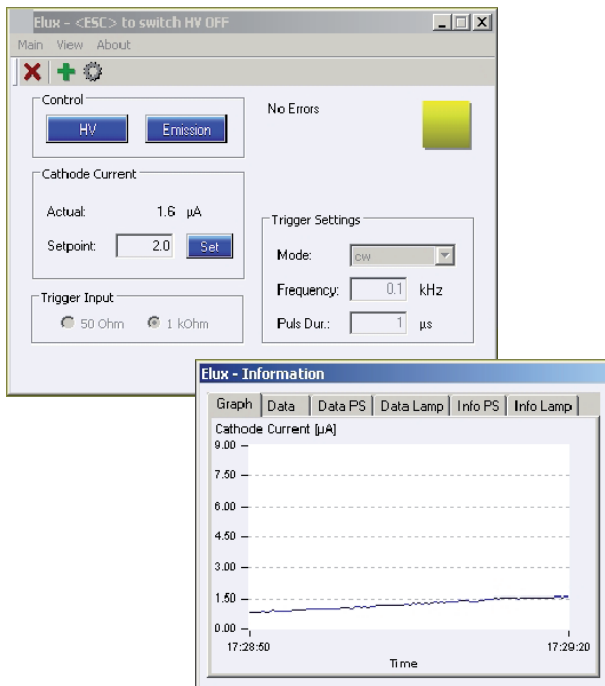 Elux - <ESC> to switch HV OFF
Main View About
Control
HV Emission
No Errors
Cathode Current
Actual: 1.6 µA
Setpoint: 2.0 Set
Trigger Input
50 Ohm 1 kOhm
Trigger Settings
Mode: cw
Frequency: 0.1 kHz
Puls Dur.: 1 µs
Elux - Information
Graph Data Data PS Data Lamp Info PS Info Lamp
Cathode Current [µA]
9.00
7.50
6.00
4.50
3.00
1.50
0.00
17:28:50 17:29:20
Time